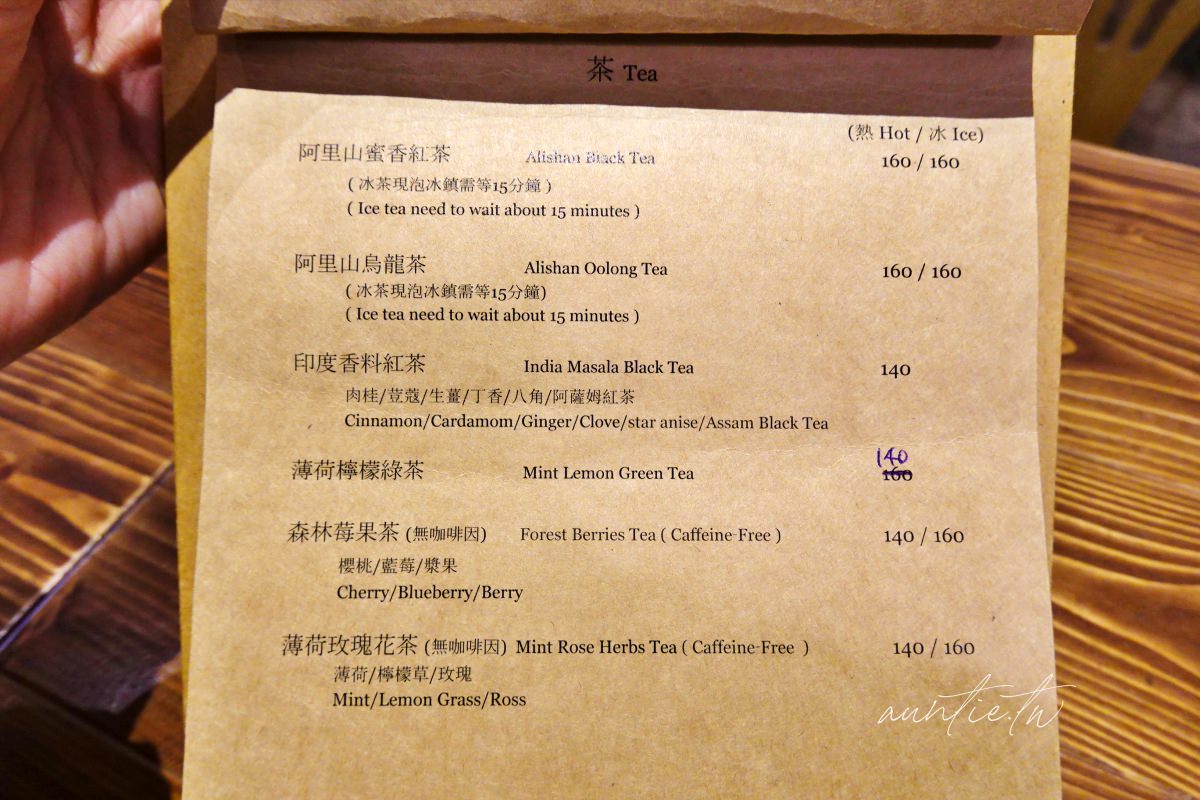 茶 Tea
(熱 Hot / 冰 Ice)
阿里山蜜香紅茶 Alishan Black Tea 160 / 160
( 冰茶現泡冰鎮需等15分鐘 )
( Ice tea need to wait about 15 minutes )
阿里山烏龍茶 Alishan Oolong Tea 160 / 160
( 冰茶現泡冰鎮需等15分鐘)
( Ice tea need to wait about 15 minutes )
印度香料紅茶 India Masala Black Tea 140
肉桂/荳蔻/生薑/丁香/八角/阿薩姆紅茶
Cinnamon/Cardamom/Ginger/Clove/star anise/Assam Black Tea
140
薄荷檸檬綠茶 Mint Lemon Green Tea 160
森林莓果茶 (無咖啡因) Forest Berries Tea ( Caffeine-Free ) 140 / 160
櫻桃/藍莓/漿果
Cherry/Blueberry/Berry
薄荷玫瑰花茶 (無咖啡因) Mint Rose Herbs Tea ( Caffeine-Free ) 140 / 160
薄荷/檸檬草/玫瑰
Mint/Lemon Grass/Ross
auntie.tw